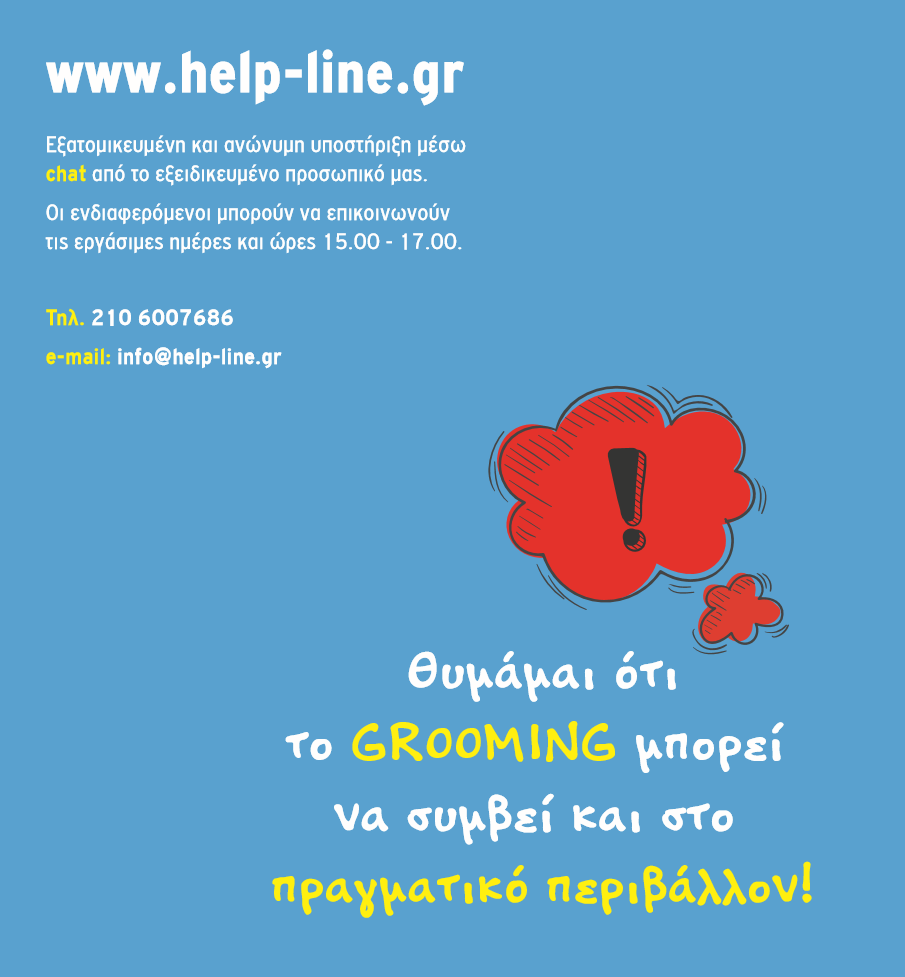 www.help-line.gr
Εξατομικευμένη και ανώνυμη υποστήριξη μέσω
chat από το εξειδικευμένο προσωπικό μας.
Οι ενδιαφερόμενοι μπορούν να επικοινωνούν
τις εργάσιμες ημέρες και ώρες 15.00 - 17.00.
Τηλ. 210 6007686
e-mail: info@help-line.gr
!
Θυμάμαι ότι
το GROOMING μπορεί
να συμβεί και στο
πραγματικό περιβάλλον!